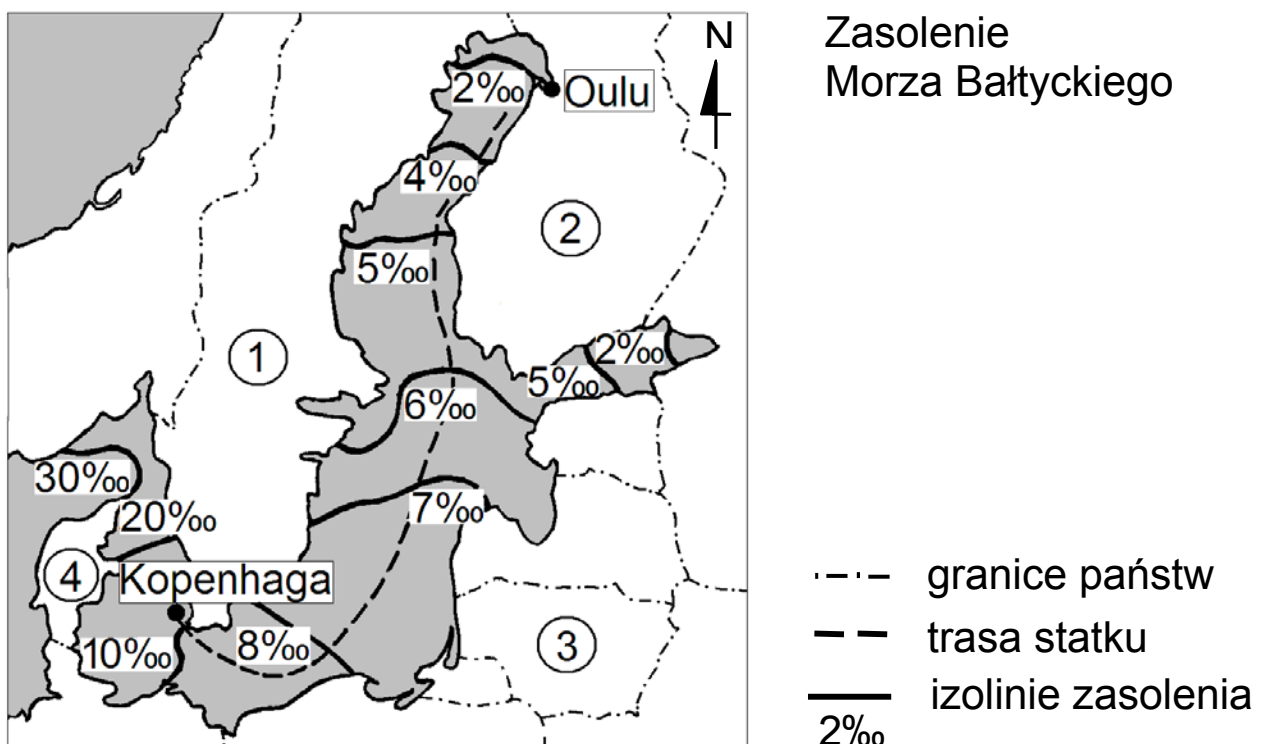 Zasolenie
Morza Bałtyckiego
N
2‰
Oulu
4‰
2
5‰
1
2‰
5‰
6‰
30‰
7‰
20‰
4
Kopenhaga
8‰
3
10‰
granice państw
trasa statku
izolinie zasolenia
2‰